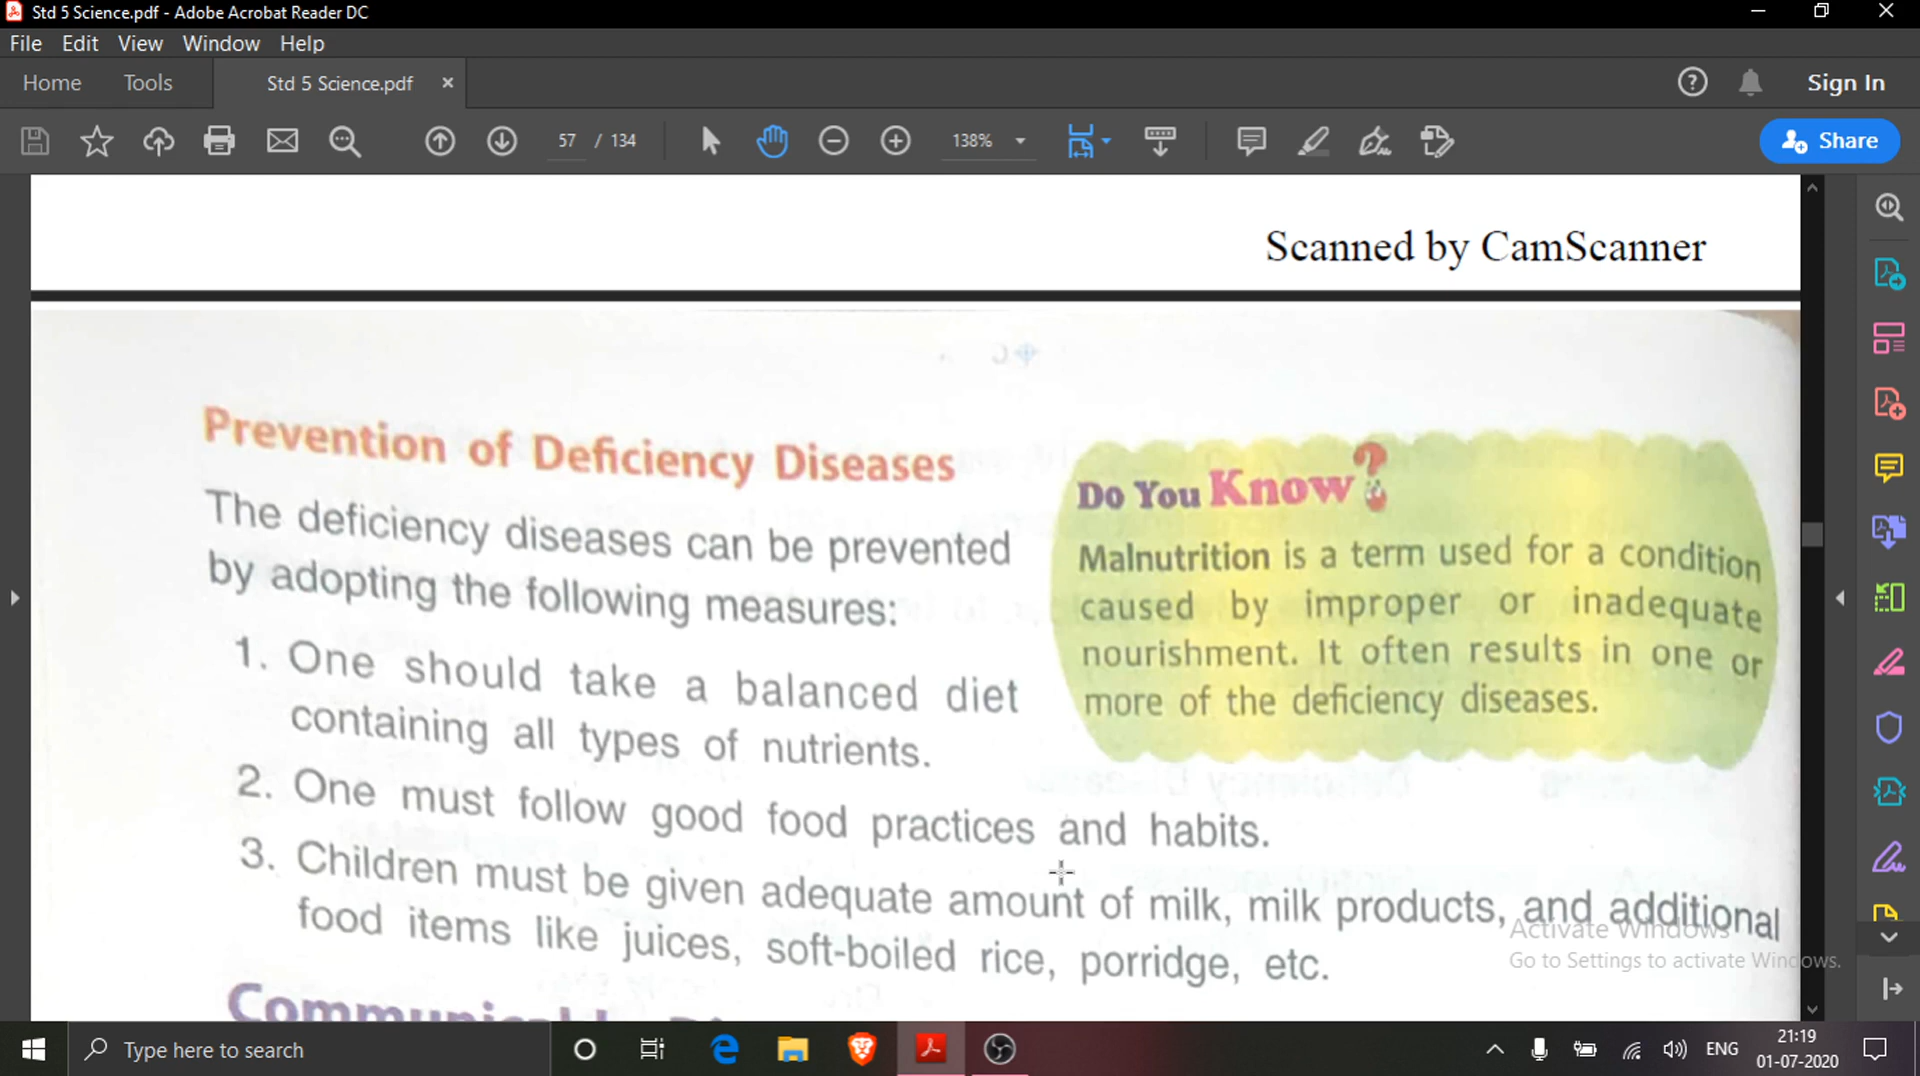 Std 5 Science.pdf - Adobe Acrobat Reader DC
File Edit View Window Help
Home Tools Std 5 Science.pdf × Sign In
57 / 134 138% Share
Scanned by CamScanner
Prevention of Deficiency Diseases
The deficiency diseases can be prevented
by adopting the following measures:
1. One should take a balanced diet
containing all types of nutrients.
Do You Know?
Malnutrition is a term used for a condition
caused by improper or inadequate
nourishment. It often results in one or
more of the deficiency diseases.
2. One must follow good food practices and habits.
3. Children must be given adequate amount of milk, milk products, and additional
food items like juices, soft-boiled rice, porridge, etc.
Activate Windows
Go to Settings to activate Windows.
Type here to search
ENG
21:19
01-07-2020